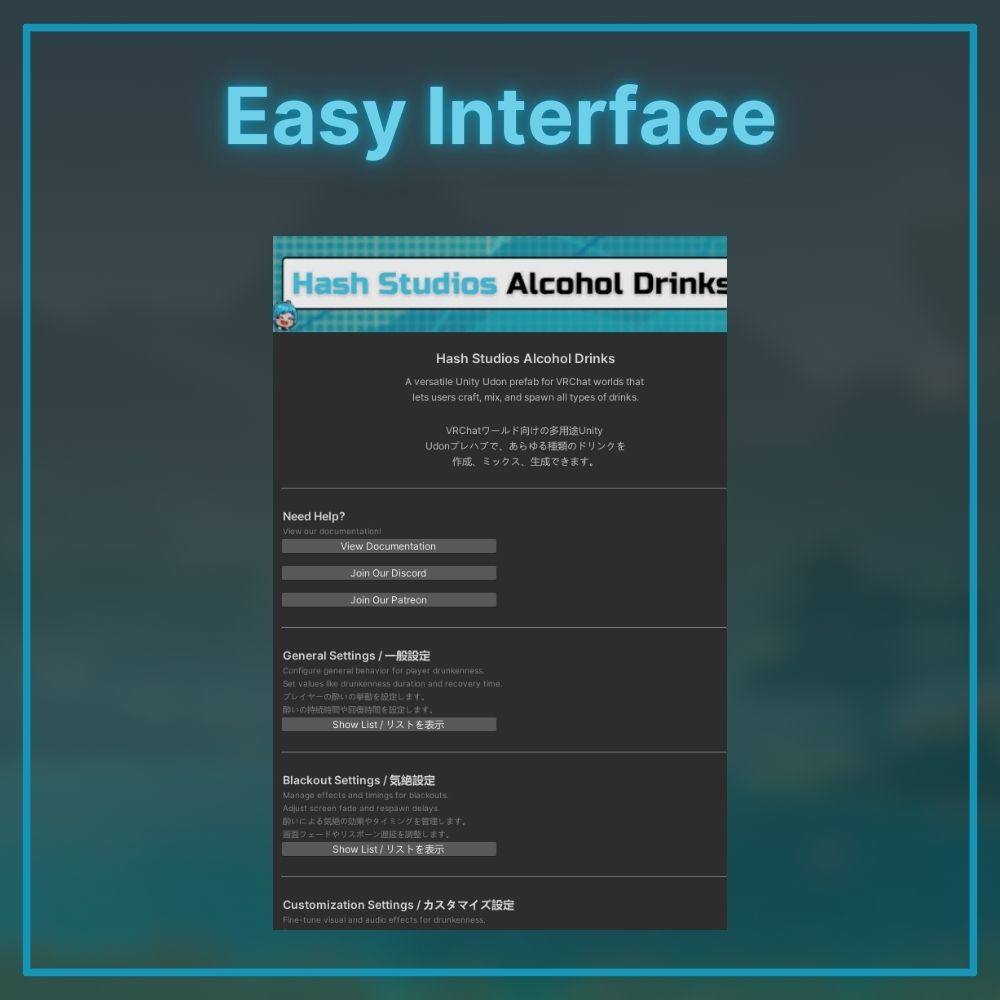 Easy Interface
Hash Studios Alcohol Drinks
Hash Studios Alcohol Drinks
A versatile Unity Udon prefab for VRChat worlds that
lets users craft, mix, and spawn all types of drinks.
VRChatワールド向けの多用途Unity
Udonプレハブで、あらゆる種類のドリンクを
作成、ミックス、生成できます。
Need Help?
View our documentation!
View Documentation
Join Our Discord
Join Our Patreon
General Settings / 一般設定
Configure general behavior for player drunkenness.
Set values like drunkenness duration and recovery time.
プレイヤーの酔いの挙動を設定します。
酔いの持続時間や回復時間を設定します。
Show List / リストを表示
Blackout Settings / 気絶設定
Manage effects and timings for blackouts.
Adjust screen fade and respawn delays.
酔いによる気絶の効果やタイミングを管理します。
画面フェードやリスポーン遅延を調整します。
Show List / リストを表示
Customization Settings / カスタマイズ設定
Fine-tune visual and audio effects for drunkenness.